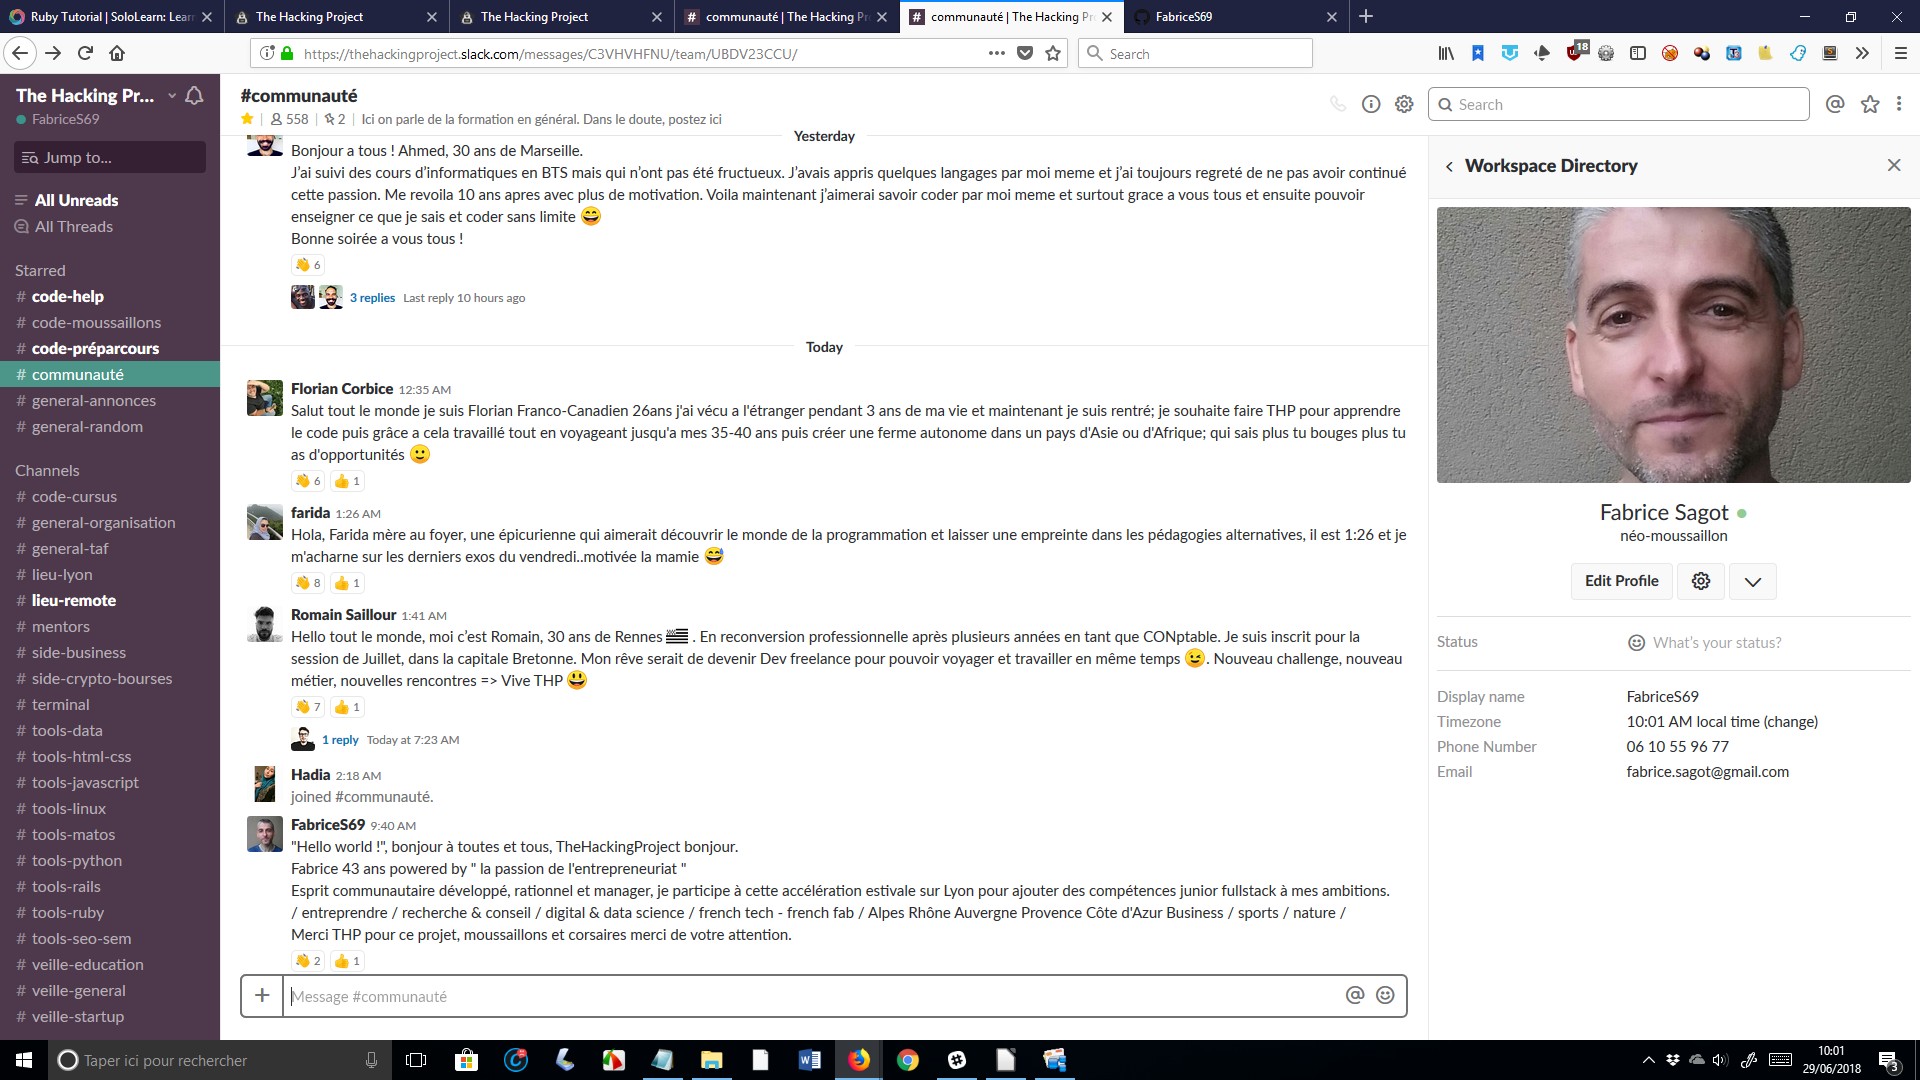 Ruby Tutorial | SoloLearn: Lear
The Hacking Project
The Hacking Project
communauté | The Hacking Pr
communauté | The Hacking Pr
FabriceS69
https://thehackingproject.slack.com/messages/C3VHVHFNU/team/UBDV23CCU/
Search
18
The Hacking Pr...
FabriceS69
Jump to...
All Unreads
All Threads
Starred
# code-help
# code-moussaillons
# code-préparcours
# communauté
# general-annonces
# general-random
Channels
# code-cursus
# general-organisation
# general-taf
# lieu-lyon
# lieu-remote
# mentors
# side-business
# side-crypto-bourses
# terminal
# tools-data
# tools-html-css
# tools-javascript
# tools-linux
# tools-matos
# tools-python
# tools-rails
# tools-ruby
# tools-seo-sem
# veille-education
# veille-general
# veille-startup
#communauté
558 | 2 | Ici on parle de la formation en général. Dans le doute, postez ici
Search
Yesterday
Bonjour a tous ! Ahmed, 30 ans de Marseille.
J’ai suivi des cours d’informatiques en BTS mais qui n’ont pas été fructueux. J’avais appris quelques langages par moi meme et j’ai toujours regretté de ne pas avoir continué
cette passion. Me revoila 10 ans apres avec plus de motivation. Voila maintenant j’aimerai savoir coder par moi meme et surtout grace a vous tous et ensuite pouvoir
enseigner ce que je sais et coder sans limite 😄
Bonne soirée a vous tous !
👋 6
3 replies Last reply 10 hours ago
Today
Florian Corbice 12:35 AM
Salut tout le monde je suis Florian Franco-Canadien 26ans j'ai vécu a l'étranger pendant 3 ans de ma vie et maintenant je suis rentré; je souhaite faire THP pour apprendre
le code puis grâce a cela travaillé tout en voyageant jusqu'a mes 35-40 ans puis créer une ferme autonome dans un pays d'Asie ou d'Afrique; qui sais plus tu bouges plus tu
as d'opportunités 🙂
👋 6 👍 1
farida 1:26 AM
Hola, Farida mère au foyer, une épicurienne qui aimerait découvrir le monde de la programmation et laisser une empreinte dans les pédagogies alternatives, il est 1:26 et je
m'acharne sur les derniers exos du vendredi..motivée la mamie 😅
👋 8 👍 1
Romain Saillour 1:41 AM
Hello tout le monde, moi c’est Romain, 30 ans de Rennes . En reconversion professionnelle après plusieurs années en tant que CONptable. Je suis inscrit pour la
session de Juillet, dans la capitale Bretonne. Mon rêve serait de devenir Dev freelance pour pouvoir voyager et travailler en même temps 😉. Nouveau challenge, nouveau
métier, nouvelles rencontres => Vive THP 😃
👋 7 👍 1
1 reply Today at 7:23 AM
Hadia 2:18 AM
joined #communauté.
FabriceS69 9:40 AM
"Hello world !", bonjour à toutes et tous, TheHackingProject bonjour.
Fabrice 43 ans powered by " la passion de l'entrepreneuriat "
Esprit communautaire développé, rationnel et manager, je participe à cette accélération estivale sur Lyon pour ajouter des compétences junior fullstack à mes ambitions.
/ entreprendre / recherche & conseil / digital & data science / french tech - french fab / Alpes Rhône Auvergne Provence Côte d'Azur Business / sports / nature /
Merci THP pour ce projet, moussaillons et corsaires merci de votre attention.
👋 2 👍 1
Message #communauté
Workspace Directory
Fabrice Sagot
néo-moussaillon
Edit Profile
Status What's your status?
Display name FabriceS69
Timezone 10:01 AM local time (change)
Phone Number 06 10 55 96 77
Email fabrice.sagot@gmail.com
Taper ici pour rechercher
10:01
29/06/2018
3